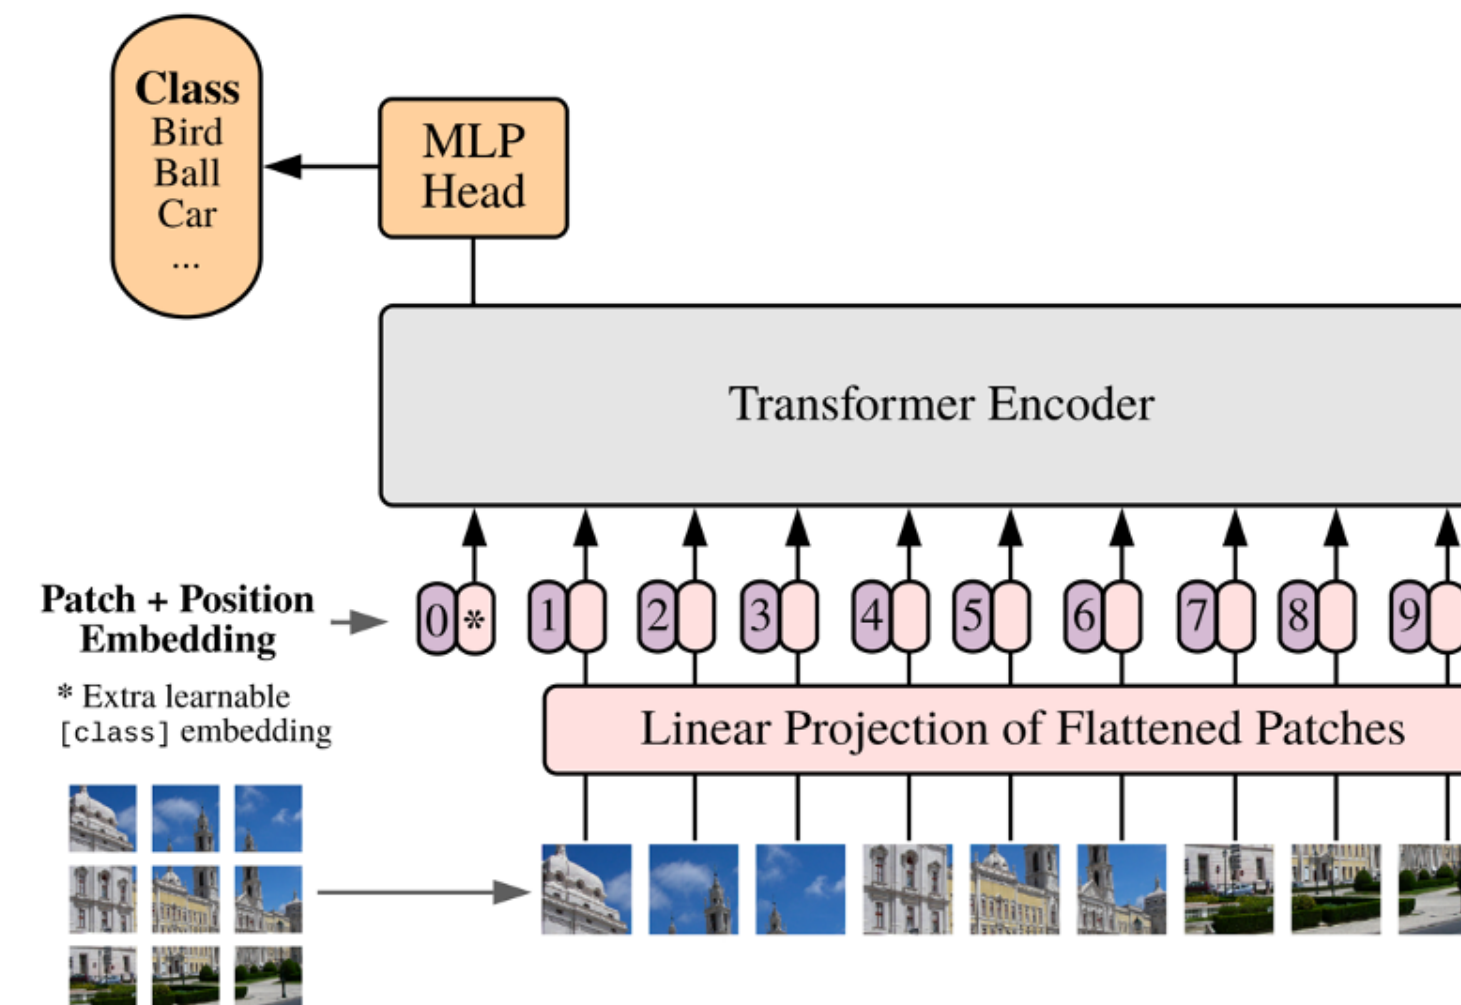 Class
Bird
Ball
Car
...
MLP
Head
Transformer Encoder
Patch + Position
Embedding
0 * 1 2 3 4 5 6 7 8 9
* Extra learnable
[class] embedding
Linear Projection of Flattened Patches